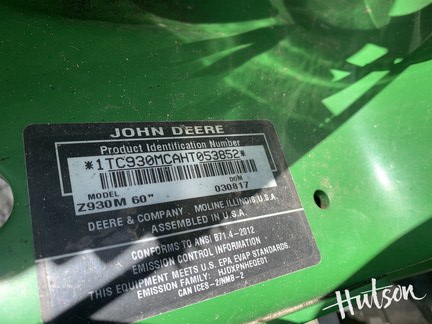 JOHN DEERE
Product Identification Number
*1TC930MCAHT053852*
MODEL DOM
Z930M 60" 030817
DEERE & COMPANY MOLINE, ILLINOIS, U.S.A.
ASSEMBLED IN U.S.A.
CONFORMS TO ANSI B71.4-2012
EMISSION CONTROL INFORMATION
THIS EQUIPMENT MEETS U.S. EPA EVAP STANDARDS.
EMISSION FAMILY: HJDXPNHEQE01
CAN ICES-2/NMB-2
Hutson